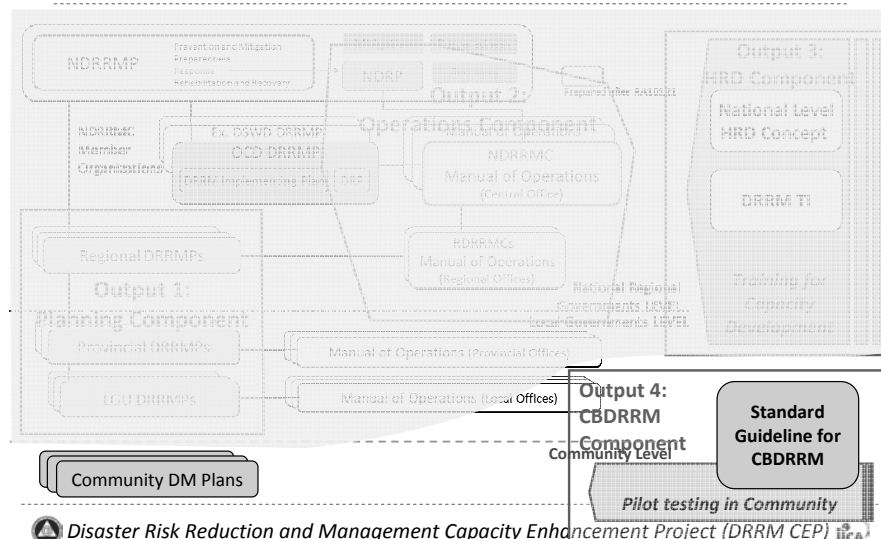 NDRRMP
Prevention and Mitigation
Preparedness
Response
Rehabilitation and Recovery
NDRP
Output 2:
Operations Component
Prepared after RA10121
Output 3:
HRD Component
National Level
HRD Concept
DRRM TI
Training for
Capacity
Development
NDRRMC
Member
Organizations
Ex. DSWD DRRMP
OCD DRRMP
DRRM Implementing Plan
DRP
NDRRMC
Manual of Operations
(Central Office)
Regional DRRMPs
RDRRMCs
Manual of Operations
(Regional Offices)
Output 1:
Planning Component
National Regional
Governments LEVEL
Local Governments LEVEL
Provincial DRRMPs
Manual of Operations (Provincial Offices)
LGU DRRMPs
Manual of Operations (Local Offices)
Output 4:
CBDRRM
Component
Standard
Guideline for
CBDRRM
Community Level
Community DM Plans
Pilot testing in Community
Disaster Risk Reduction and Management Capacity Enhancement Project (DRRM CEP)
jica